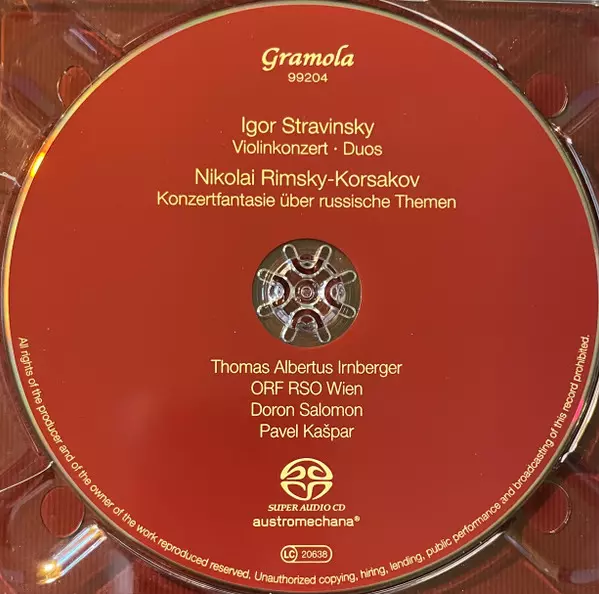 Gramola
99204
Igor Stravinsky
Violinkonzert · Duos
Nikolai Rimsky-Korsakov
Konzertfantasie über russische Themen
Thomas Albertus Irnberger
ORF RSO Wien
Doron Salomon
Pavel Kašpar
SUPER AUDIO CD
austromechana®
LC 20638
All rights of the producer and of the owner of the work reproduced reserved. Unauthorized copying, hiring, lending, public performance and broadcasting of this record prohibited.